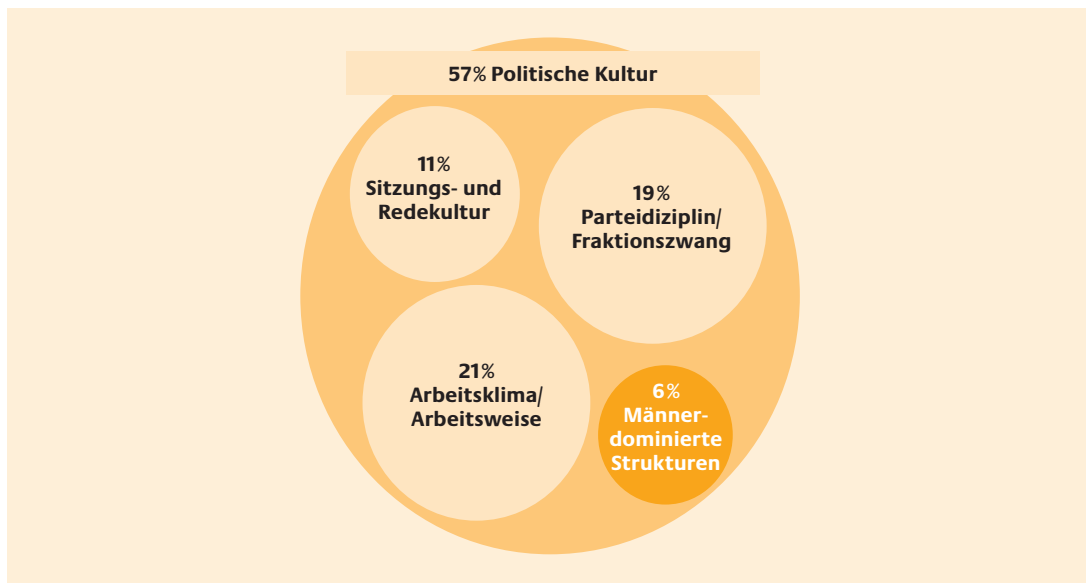 57% Politische Kultur
11%
Sitzungs- und
Redekultur
19%
Parteidiziplin/
Fraktionszwang
21%
Arbeitsklima/
Arbeitsweise
6%
Männer-
dominierte
Strukturen